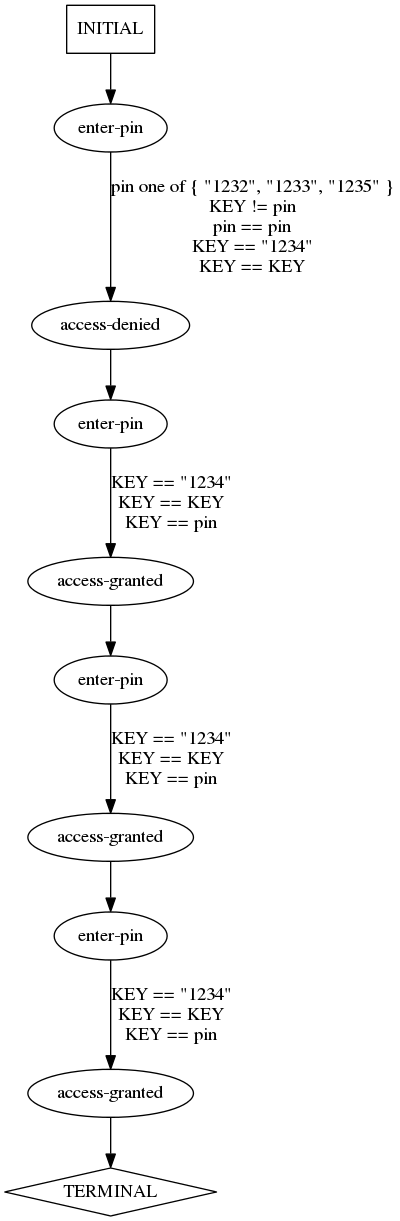 INITIAL
enter-pin
pin one of { "1232", "1233", "1235" }
KEY != pin
pin == pin
KEY == "1234"
KEY == KEY
access-denied
enter-pin
KEY == "1234"
KEY == KEY
KEY == pin
access-granted
enter-pin
KEY == "1234"
KEY == KEY
KEY == pin
access-granted
enter-pin
KEY == "1234"
KEY == KEY
KEY == pin
access-granted
TERMINAL